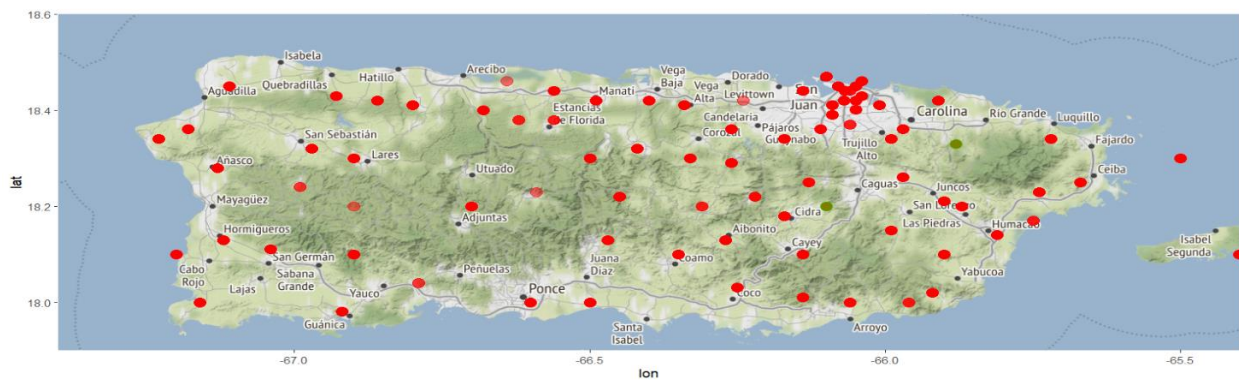 18.6
Isabela
Aguadilla
Quebradillas
Hatillo
Arecibo
Manati
Vega
Baja
Vega
Alta
Dorado
Levittown
San
Juan
18.4
Estancias
de Florida
Candelaria
Corozal
Pájaros
Guaynabo
Carolina
Río Grande
Luquillo
Fajardo
Trujillo
Alto
San Sebastián
Lares
Añasco
Utuado
Ceiba
Caguas
Juncos
lat
Mayagüez
18.2
Adjuntas
Cidra
San Lorenzo
Las Piedras
Humacao
Hormigueros
Aibonito
Cayey
Isabel
Segunda
San Germán
Cabo
Rojo
Lajas
Sabana
Grande
Peñuelas
Juana
Díaz
Coamo
Yabucoa
Yauco
Ponce
Coco
18.0
Guánica
Santa
Isabel
Arroyo
-67.0
-66.5
-66.0
-65.5
lon